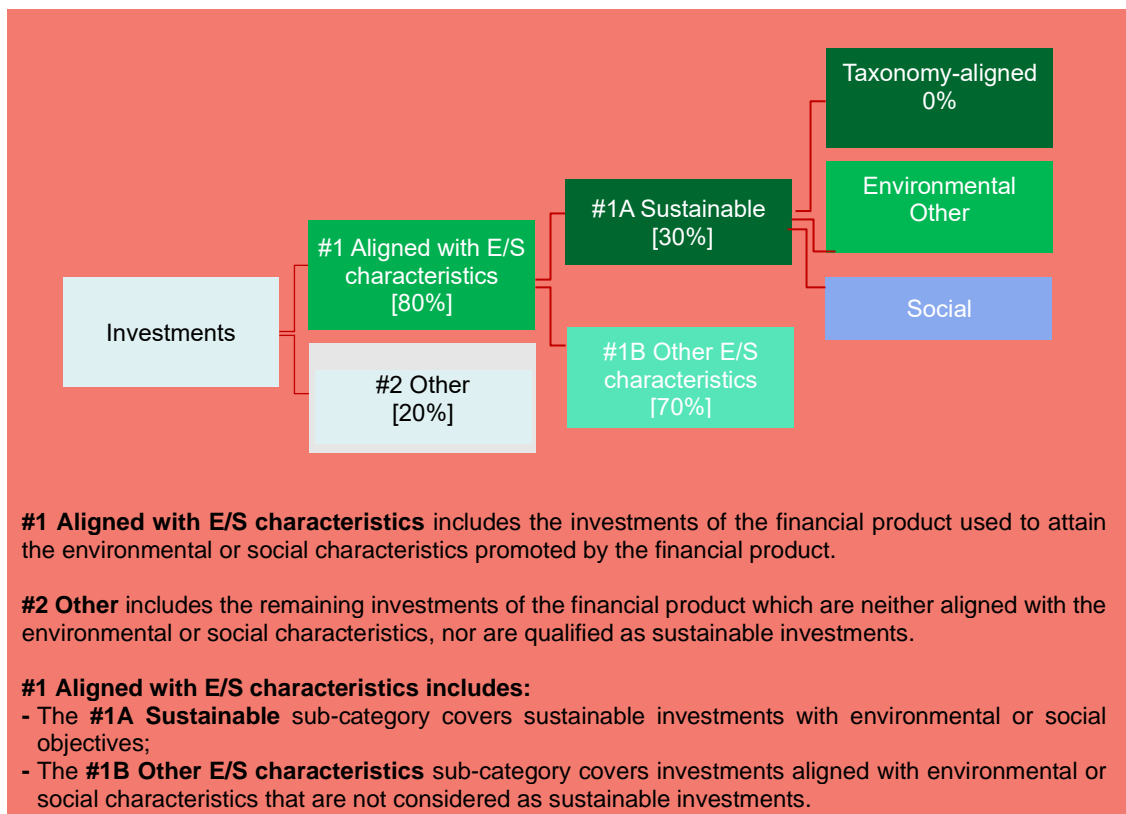 Taxonomy-aligned
0%
Environmental
Other
#1A Sustainable
[30%]
#1 Aligned with E/S
characteristics
[80%]
Social
Investments
#1B Other E/S
characteristics
[70%]
#2 Other
[20%]
#1 Aligned with E/S characteristics includes the investments of the financial product used to attain
the environmental or social characteristics promoted by the financial product.
#2 Other includes the remaining investments of the financial product which are neither aligned with the
environmental or social characteristics, nor are qualified as sustainable investments.
#1 Aligned with E/S characteristics includes:
- The #1A Sustainable sub-category covers sustainable investments with environmental or social
objectives;
- The #1B Other E/S characteristics sub-category covers investments aligned with environmental or
social characteristics that are not considered as sustainable investments.